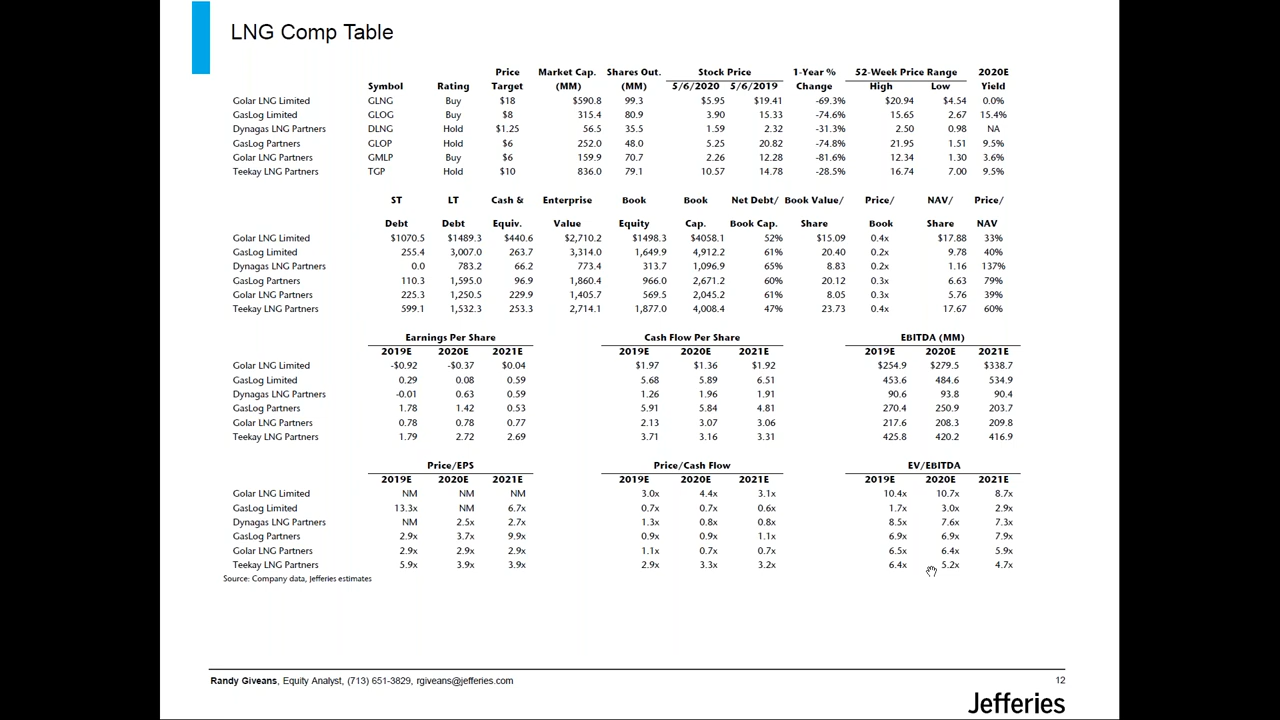 LNG Comp Table
Price Market Cap. Shares Out. Stock Price 1-Year % 52-Week Price Range 2020E
Symbol Rating Target (MM) (MM) 5/6/2020 5/6/2019 Change High Low Yield
Golar LNG Limited GLNG Buy $18 $590.8 99.3 $5.95 $19.41 -69.3% $20.94 $4.54 0.0%
GasLog Limited GLOG Buy $8 315.4 80.9 3.90 15.33 -74.6% 15.65 2.67 15.4%
Dynagas LNG Partners DLNG Hold $1.25 56.5 35.5 1.59 2.32 -31.3% 2.50 0.98 NA
GasLog Partners GLOP Hold $6 252.0 48.0 5.25 20.82 -74.8% 21.95 1.51 9.5%
Golar LNG Partners GMLP Buy $6 159.9 70.7 2.26 12.28 -81.6% 12.34 1.30 3.6%
Teekay LNG Partners TGP Hold $10 836.0 79.1 10.57 14.78 -28.5% 16.74 7.00 9.5%
ST LT Cash & Enterprise Book Book Net Debt/ Book Value/ Price/ NAV/ Price/
Debt Debt Equiv. Value Equity Cap. Book Cap. Share Book Share NAV
Golar LNG Limited $1070.5 $1489.3 $440.6 $2,710.2 $1498.3 $4058.1 52% $15.09 0.4x $17.88 33%
GasLog Limited 255.4 3,007.0 263.7 3,314.0 1,649.9 4,912.2 61% 20.40 0.2x 9.78 40%
Dynagas LNG Partners 0.0 783.2 66.2 773.4 313.7 1,096.9 65% 8.83 0.2x 1.16 137%
GasLog Partners 110.3 1,595.0 96.9 1,860.4 966.0 2,671.2 60% 20.12 0.3x 6.63 79%
Golar LNG Partners 225.3 1,250.5 229.9 1,405.7 569.5 2,045.2 61% 8.05 0.3x 5.76 39%
Teekay LNG Partners 599.1 1,532.3 253.3 2,714.1 1,877.0 4,008.4 47% 23.73 0.4x 17.67 60%
Earnings Per Share Cash Flow Per Share EBITDA (MM)
2019E 2020E 2021E 2019E 2020E 2021E 2019E 2020E 2021E
Golar LNG Limited -$0.92 -$0.37 $0.04 $1.97 $1.36 $1.92 $254.9 $279.5 $338.7
GasLog Limited 0.29 0.08 0.59 5.68 5.89 6.51 453.6 484.6 534.9
Dynagas LNG Partners -0.01 0.63 0.59 1.26 1.96 1.91 90.6 93.8 90.4
GasLog Partners 1.78 1.42 0.53 5.91 5.84 4.81 270.4 250.9 203.7
Golar LNG Partners 0.78 0.78 0.77 2.13 3.07 3.06 217.6 208.3 209.8
Teekay LNG Partners 1.79 2.72 2.69 3.71 3.16 3.31 425.8 420.2 416.9
Price/EPS Price/Cash Flow EV/EBITDA
2019E 2020E 2021E 2019E 2020E 2021E 2019E 2020E 2021E
Golar LNG Limited NM NM NM 3.0x 4.4x 3.1x 10.4x 10.7x 8.7x
GasLog Limited 13.3x NM 6.7x 0.7x 0.7x 0.6x 1.7x 3.0x 2.9x
Dynagas LNG Partners NM 2.5x 2.7x 1.3x 0.8x 0.8x 8.5x 7.6x 7.3x
GasLog Partners 2.9x 3.7x 9.9x 0.9x 0.9x 1.1x 6.9x 6.9x 7.9x
Golar LNG Partners 2.9x 2.9x 2.9x 1.1x 0.7x 0.7x 6.5x 6.4x 5.9x
Teekay LNG Partners 5.9x 3.9x 3.9x 2.9x 3.3x 3.2x 6.4x 5.2x 4.7x
Source: Company data, Jefferies estimates
Randy Giveans, Equity Analyst, (713) 651-3829, rgiveans@jefferies.com 12
Jefferies